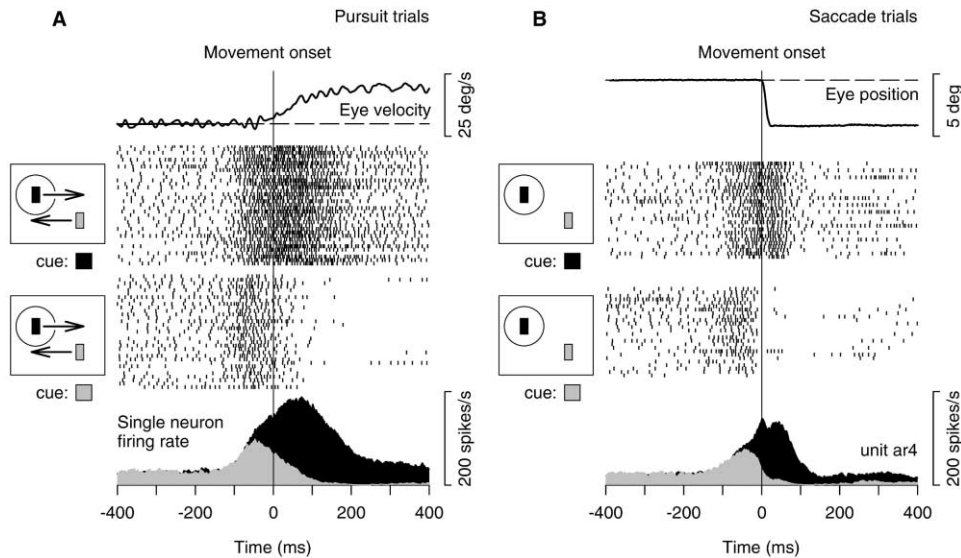 A
Pursuit trials
Movement onset
Eye velocity
25 deg/s
cue:
cue:
Single neuron
firing rate
200 spikes/s
-400 -200 0 200 400
Time (ms)
B
Saccade trials
Movement onset
Eye position
5 deg
cue:
cue:
unit ar4
200 spikes/s
-400 -200 0 200 400
Time (ms)